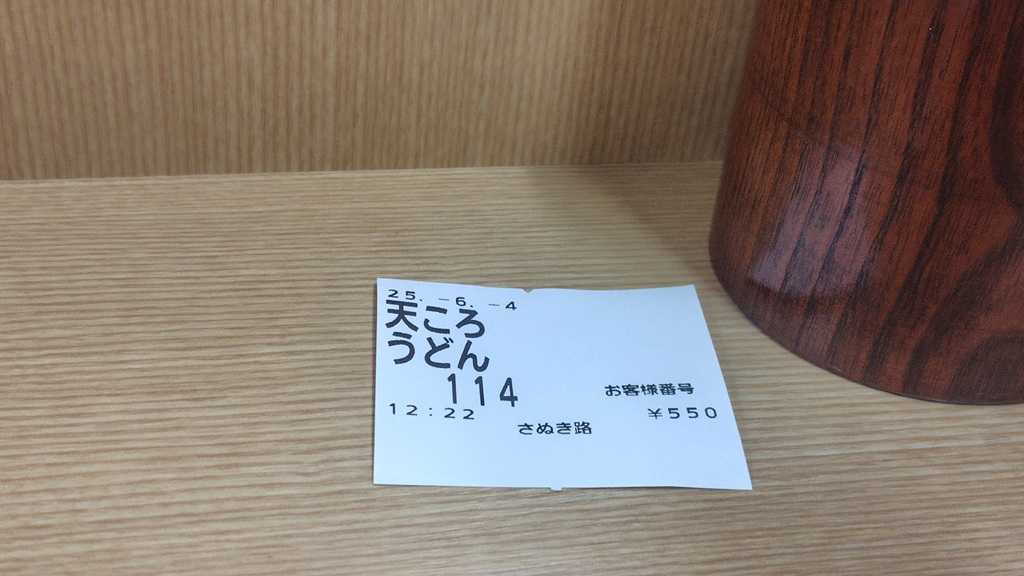 25.-6.-4
天ころ
うどん
114 お客様番号
12:22 ¥550
さぬき路